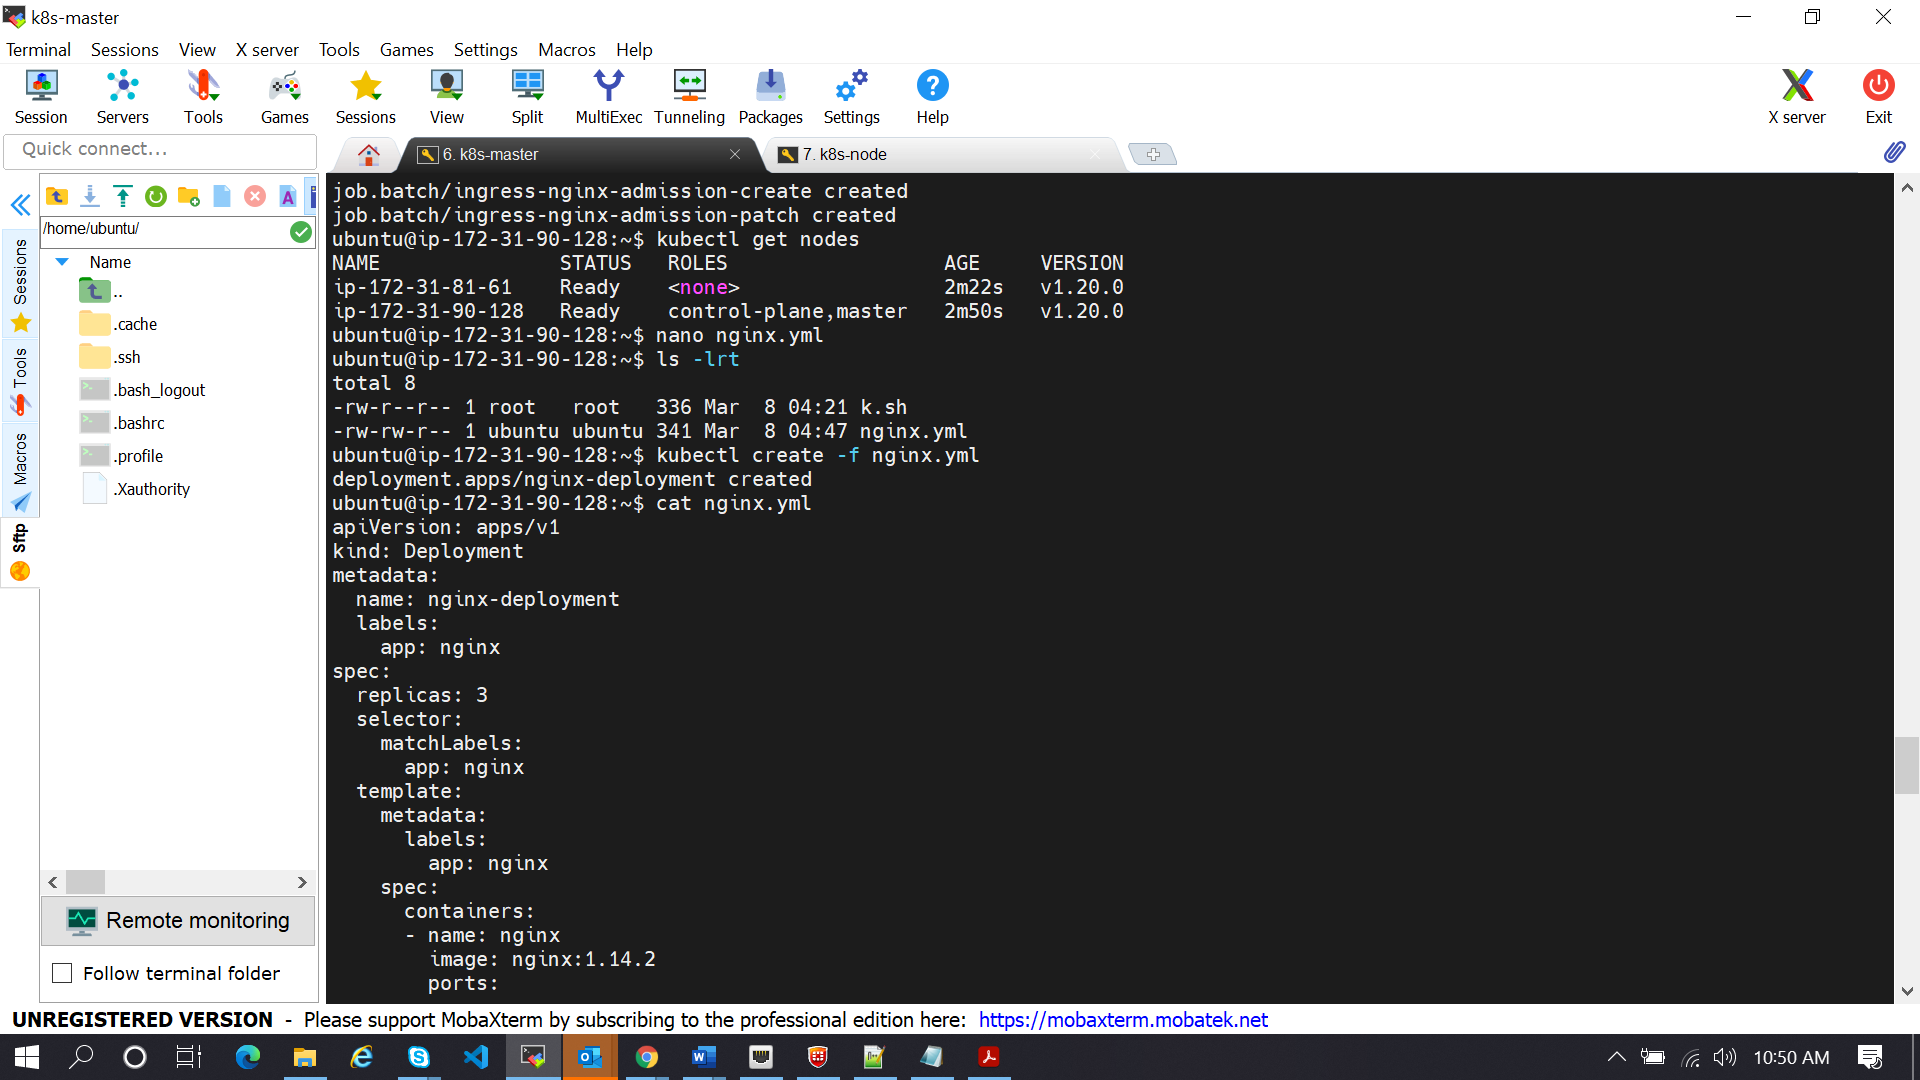 k8s-master
Terminal Sessions View X server Tools Games Settings Macros Help
Session Servers Tools Games Sessions View Split MultiExec Tunneling Packages Settings Help X server Exit
Quick connect...
6. k8s-master
7. k8s-node
/home/ubuntu/
Name
..
.cache
.ssh
.bash_logout
.bashrc
.profile
.Xauthority
Sessions
Tools
Macros
Sftp
Remote monitoring
Follow terminal folder
job.batch/ingress-nginx-admission-create created
job.batch/ingress-nginx-admission-patch created
ubuntu@ip-172-31-90-128:~$ kubectl get nodes
NAME STATUS ROLES AGE VERSION
ip-172-31-81-61 Ready <none> 2m22s v1.20.0
ip-172-31-90-128 Ready control-plane,master 2m50s v1.20.0
ubuntu@ip-172-31-90-128:~$ nano nginx.yml
ubuntu@ip-172-31-90-128:~$ ls -lrt
total 8
-rw-r--r-- 1 root root 336 Mar 8 04:21 k.sh
-rw-rw-r-- 1 ubuntu ubuntu 341 Mar 8 04:47 nginx.yml
ubuntu@ip-172-31-90-128:~$ kubectl create -f nginx.yml
deployment.apps/nginx-deployment created
ubuntu@ip-172-31-90-128:~$ cat nginx.yml
apiVersion: apps/v1
kind: Deployment
metadata:
  name: nginx-deployment
  labels:
    app: nginx
spec:
  replicas: 3
  selector:
    matchLabels:
      app: nginx
  template:
    metadata:
      labels:
        app: nginx
    spec:
      containers:
      - name: nginx
        image: nginx:1.14.2
        ports:
UNREGISTERED VERSION - Please support MobaXterm by subscribing to the professional edition here: https://mobaxterm.mobatek.net
10:50 AM